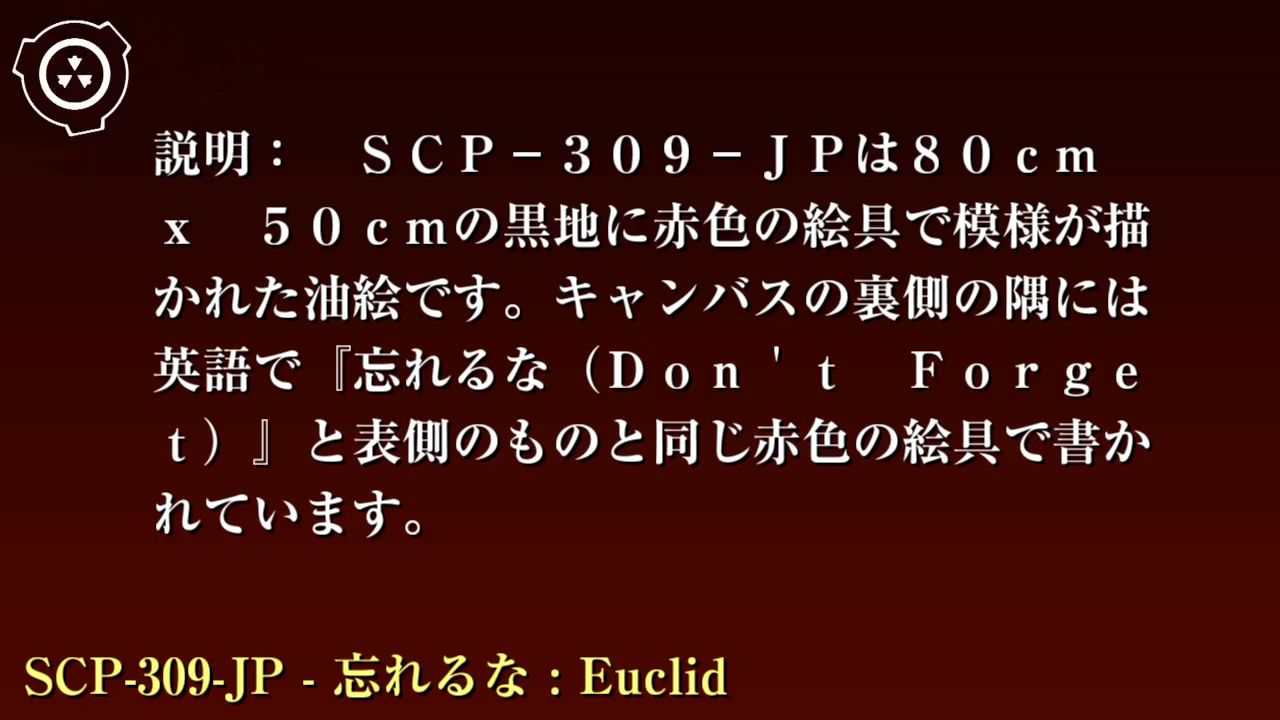 説明：　ＳＣＰ－３０９－ＪＰは８０ｃｍ
ｘ　５０ｃｍの黒地に赤色の絵具で模様が描
かれた油絵です。キャンバスの裏側の隅には
英語で『忘れるな（Ｄｏｎ＇ｔ　Ｆｏｒｇｅ
ｔ）』と表側のものと同じ赤色の絵具で書か
れています。
SCP-309-JP - 忘れるな : Euclid